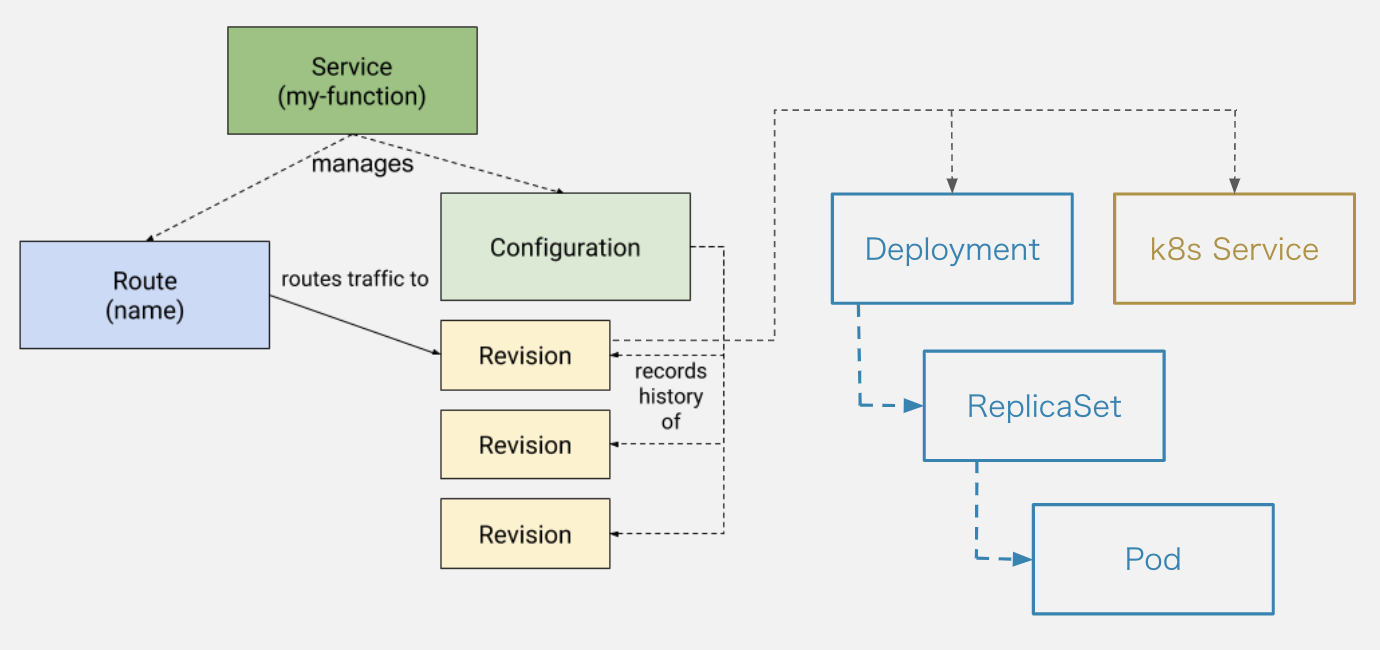 Service
(my-function)
manages
Route
(name)
routes traffic to
Configuration
Revision
records
history
of
Revision
Revision
Deployment
k8s Service
ReplicaSet
Pod